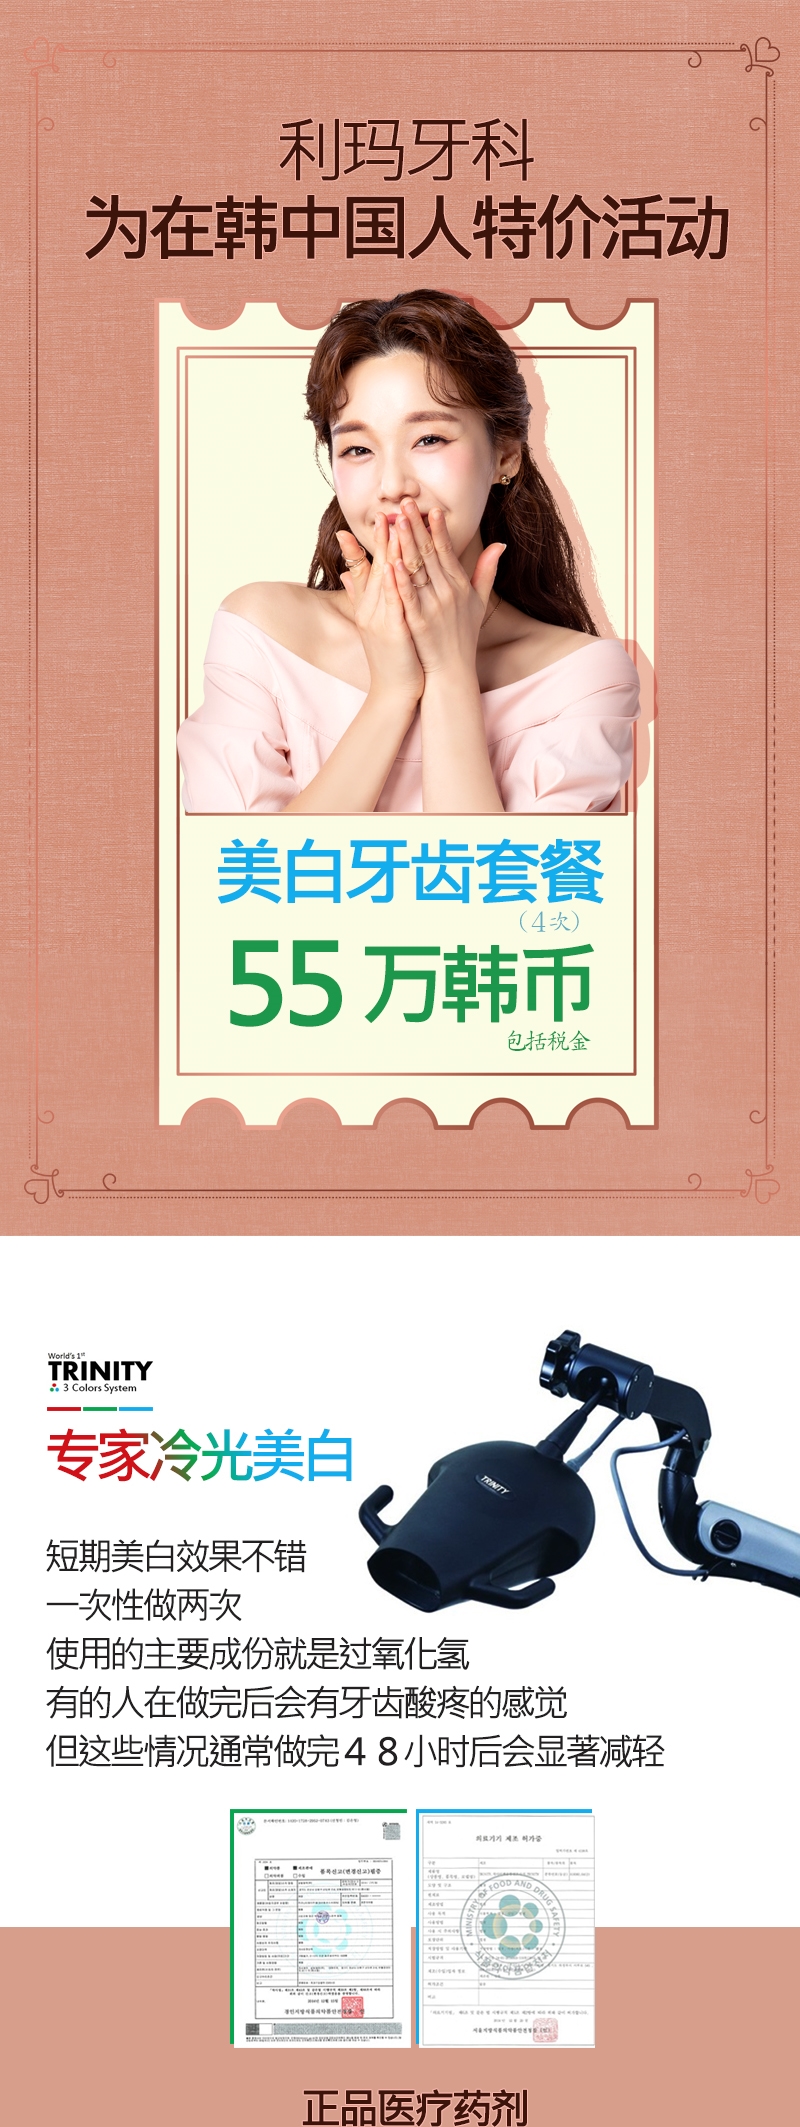 利玛牙科
为在韩中国人特价活动
美白牙齿套餐
（4次）
55万韩币
包括税金
World's 1st
TRINITY
3 Colors System
专家冷光美白
TRINITY
短期美白效果不错
一次性做两次
使用的主要成份就是过氧化氢
有的人在做完后会有牙齿酸疼的感觉
但这些情况通常做完４８小时后会显著减轻
의료기기 제조 허가증
MINISTRY OF FOOD AND DRUG SAFETY
正品医疗药剂